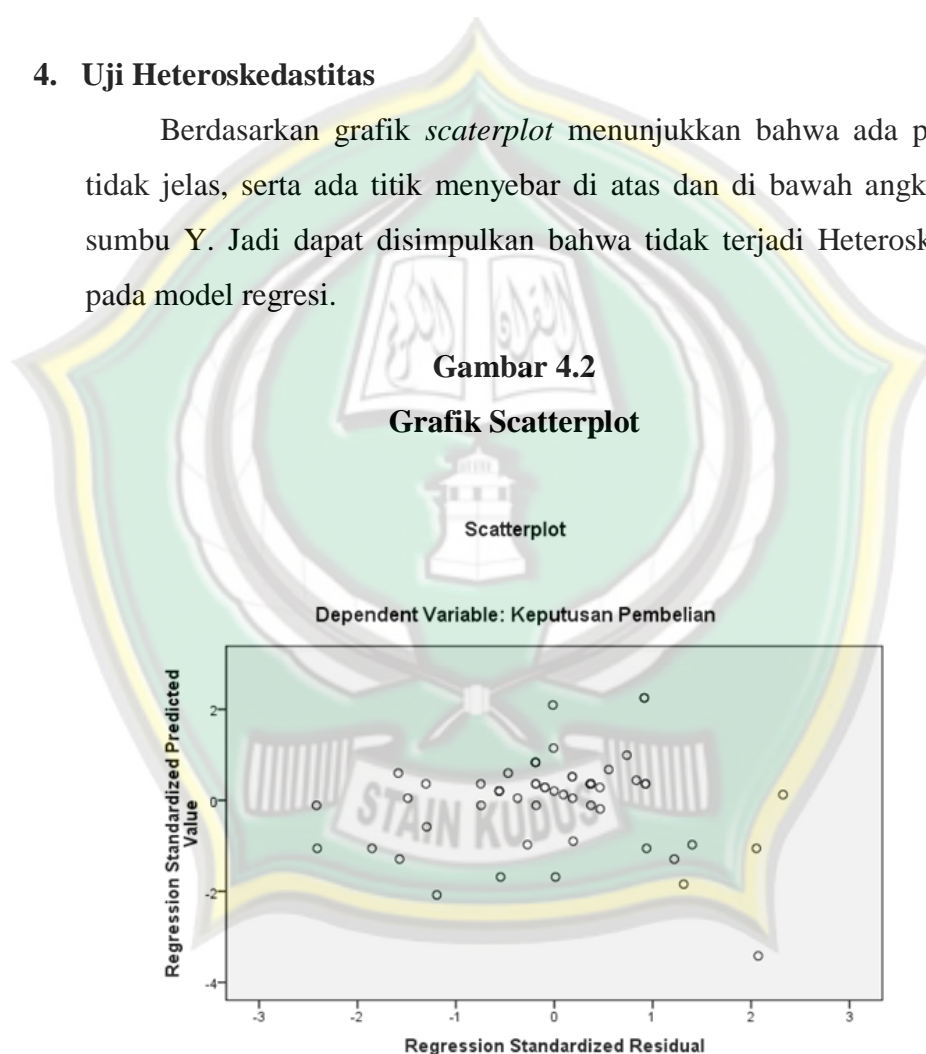 4. Uji Heteroskedastitas
Berdasarkan grafik scaterplot menunjukkan bahwa ada p
tidak jelas, serta ada titik menyebar di atas dan di bawah angk
sumbu Y. Jadi dapat disimpulkan bahwa tidak terjadi Heterosk
pada model regresi.
Gambar 4.2
Grafik Scatterplot
Scatterplot
Dependent Variable: Keputusan Pembelian
Regression Standardized Predicted
Value
2
0
-2
-4
STAIN KUDUS
-3 -2 -1 0 1 2 3
Regression Standardized Residual